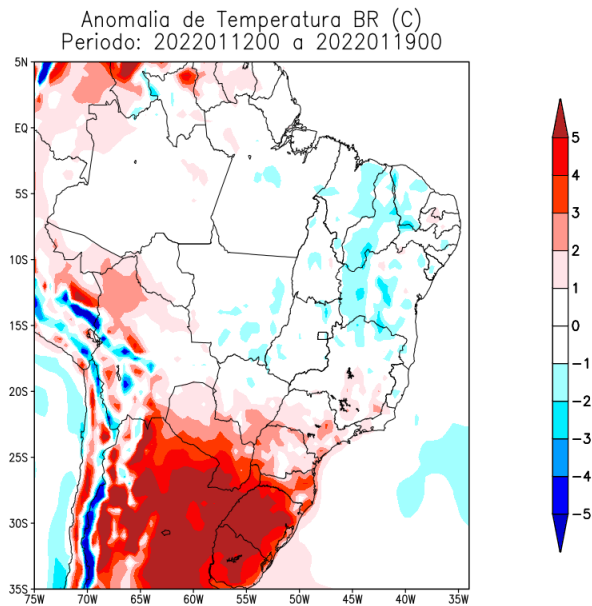 Anomalia de Temperatura BR (C)
Periodo: 2022011200 a 2022011900
5N
EQ
5S
10S
15S
20S
25S
30S
35S
75W 70W 65W 60W 55W 50W 45W 40W 35W
5
4
3
2
1
0
−1
−2
−3
−4
−5